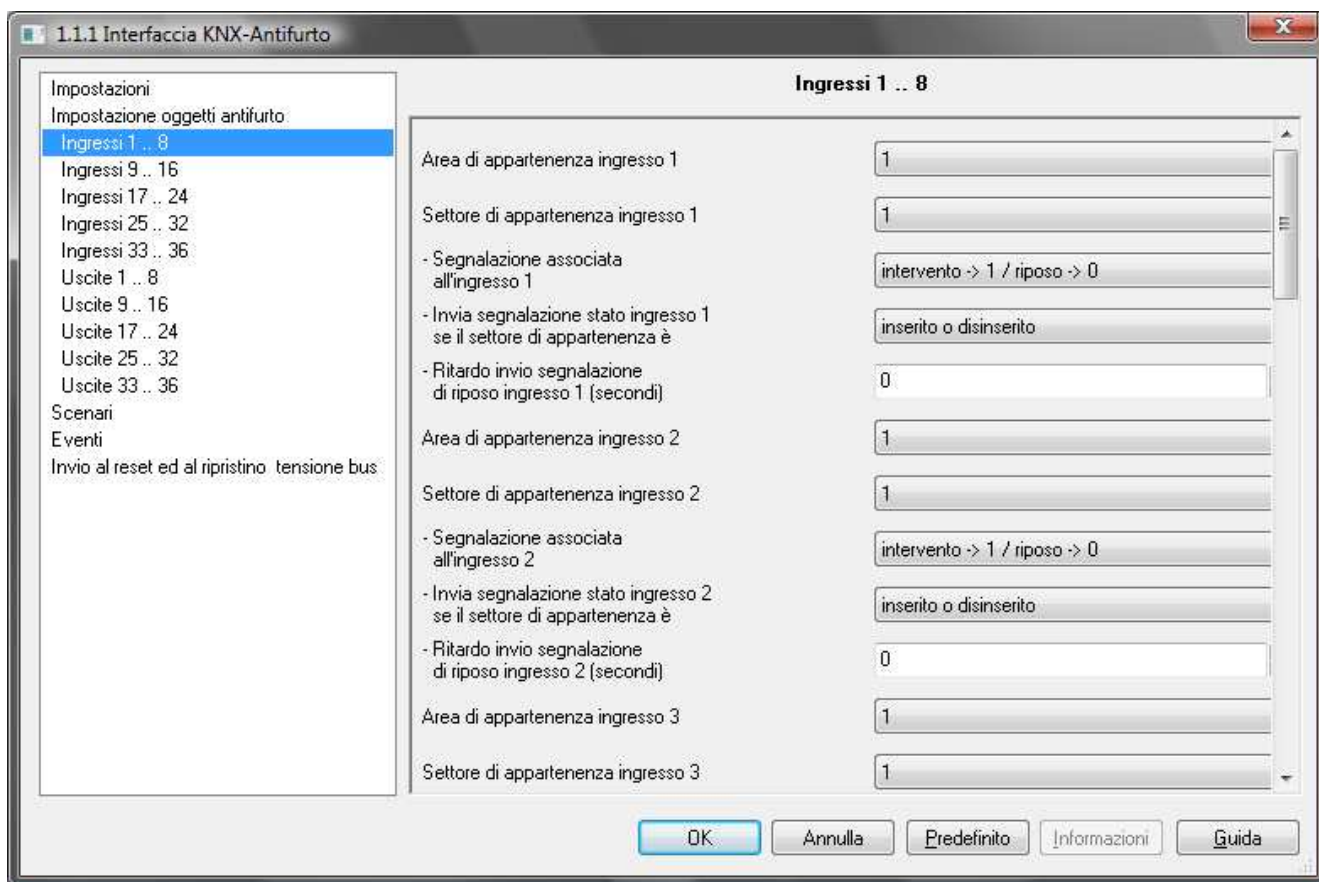 1.1.1 Interfaccia KNX-Antifurto
Impostazioni
Impostazione oggetti antifurto
Ingressi 1 .. 8
Ingressi 9 .. 16
Ingressi 17 .. 24
Ingressi 25 .. 32
Ingressi 33 .. 36
Uscite 1 .. 8
Uscite 9 .. 16
Uscite 17 .. 24
Uscite 25 .. 32
Uscite 33 .. 36
Scenari
Eventi
Invio al reset ed al ripristino tensione bus
Ingressi 1 .. 8
Area di appartenenza ingresso 1
1
Settore di appartenenza ingresso 1
1
- Segnalazione associata
all'ingresso 1
intervento -> 1 / riposo -> 0
- Invia segnalazione stato ingresso 1
se il settore di appartenenza è
inserito o disinserito
- Ritardo invio segnalazione
di riposo ingresso 1 (secondi)
0
Area di appartenenza ingresso 2
1
Settore di appartenenza ingresso 2
1
- Segnalazione associata
all'ingresso 2
intervento -> 1 / riposo -> 0
- Invia segnalazione stato ingresso 2
se il settore di appartenenza è
inserito o disinserito
- Ritardo invio segnalazione
di riposo ingresso 2 (secondi)
0
Area di appartenenza ingresso 3
1
Settore di appartenenza ingresso 3
1
OK
Annulla
Predefinito
Informazioni
Guida